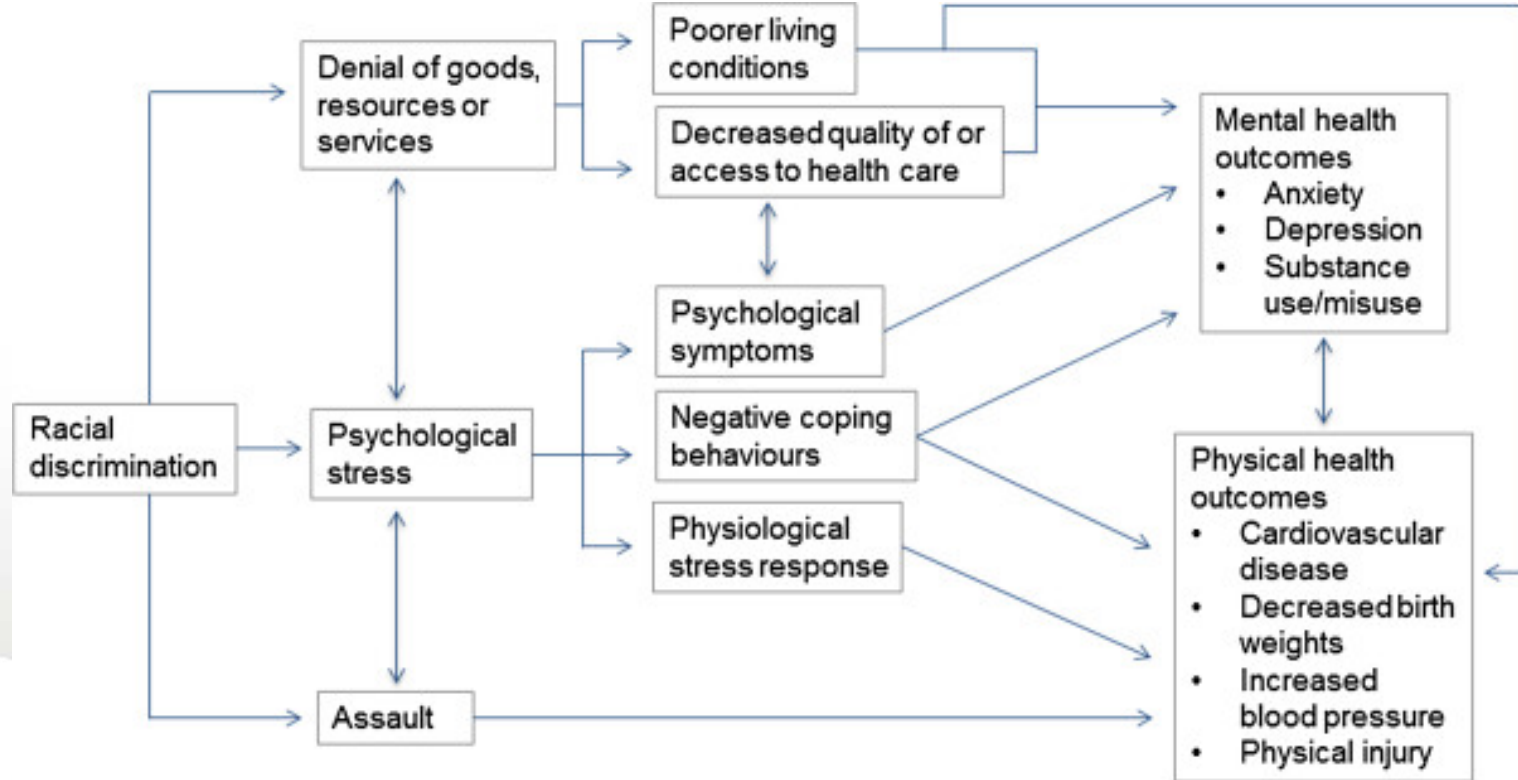 Racial
discrimination
Denial of goods,
resources or
services
Psychological
stress
Assault
Poorer living
conditions
Decreased quality of or
access to health care
Psychological
symptoms
Negative coping
behaviours
Physiological
stress response
Mental health
outcomes
• Anxiety
• Depression
• Substance
use/misuse
Physical health
outcomes
• Cardiovascular
disease
• Decreased birth
weights
• Increased
blood pressure
• Physical injury